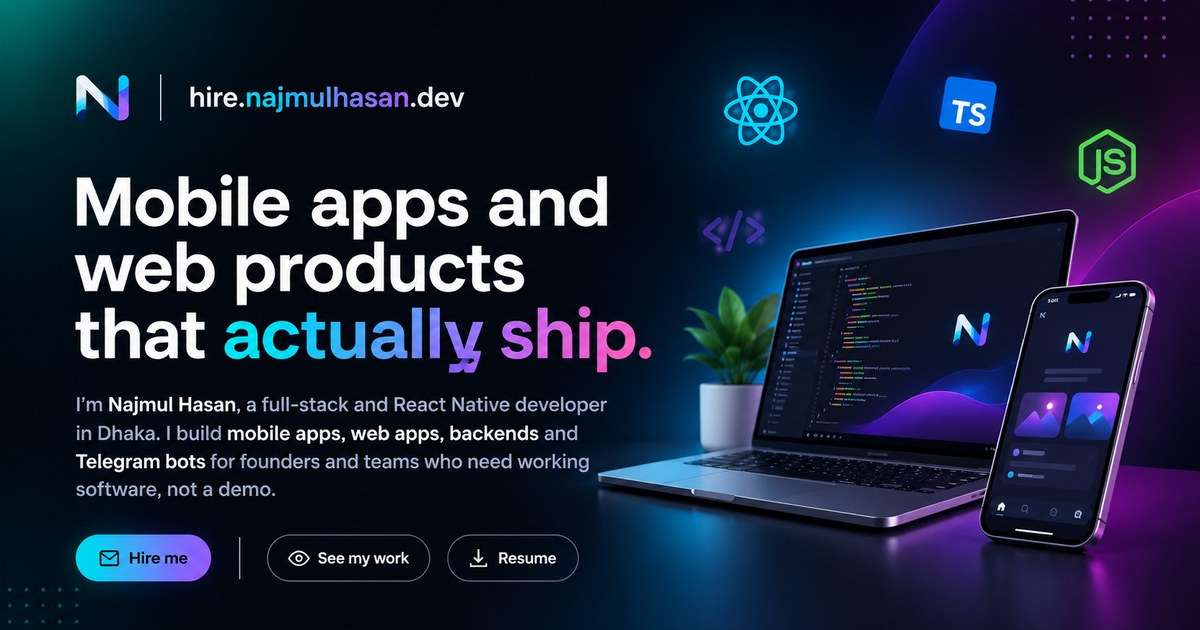 N
hire.najmulhasan.dev
TS
JS
</>
Mobile apps and
web products
that actually ship.
I'm Najmul Hasan, a full-stack and React Native developer
in Dhaka. I build mobile apps, web apps, backends and
Telegram bots for founders and teams who need working
software, not a demo.
Hire me
See my work
Resume
N
N
N